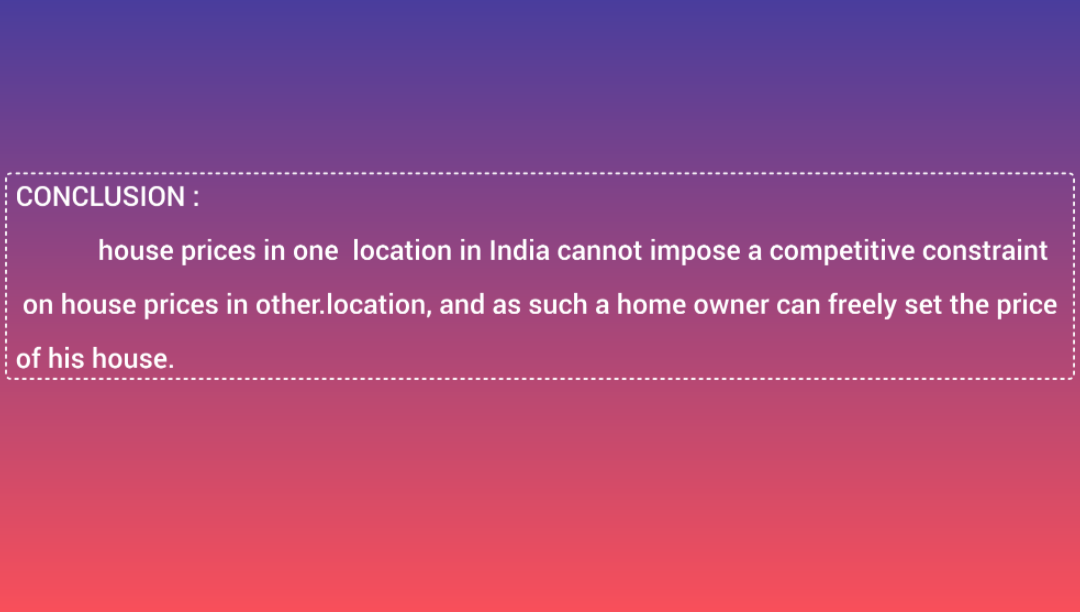 CONCLUSION :
house prices in one location in India cannot impose a competitive constraint
on house prices in other.location, and as such a home owner can freely set the price
of his house.